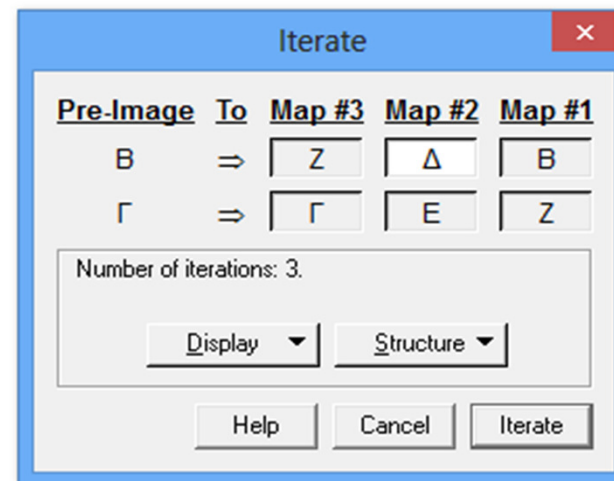 Iterate
Pre-Image To Map #3 Map #2 Map #1
Β ⇒ Ζ Δ Β
Γ ⇒ Γ Ε Ζ
Number of iterations: 3.
Display Structure
Help Cancel Iterate